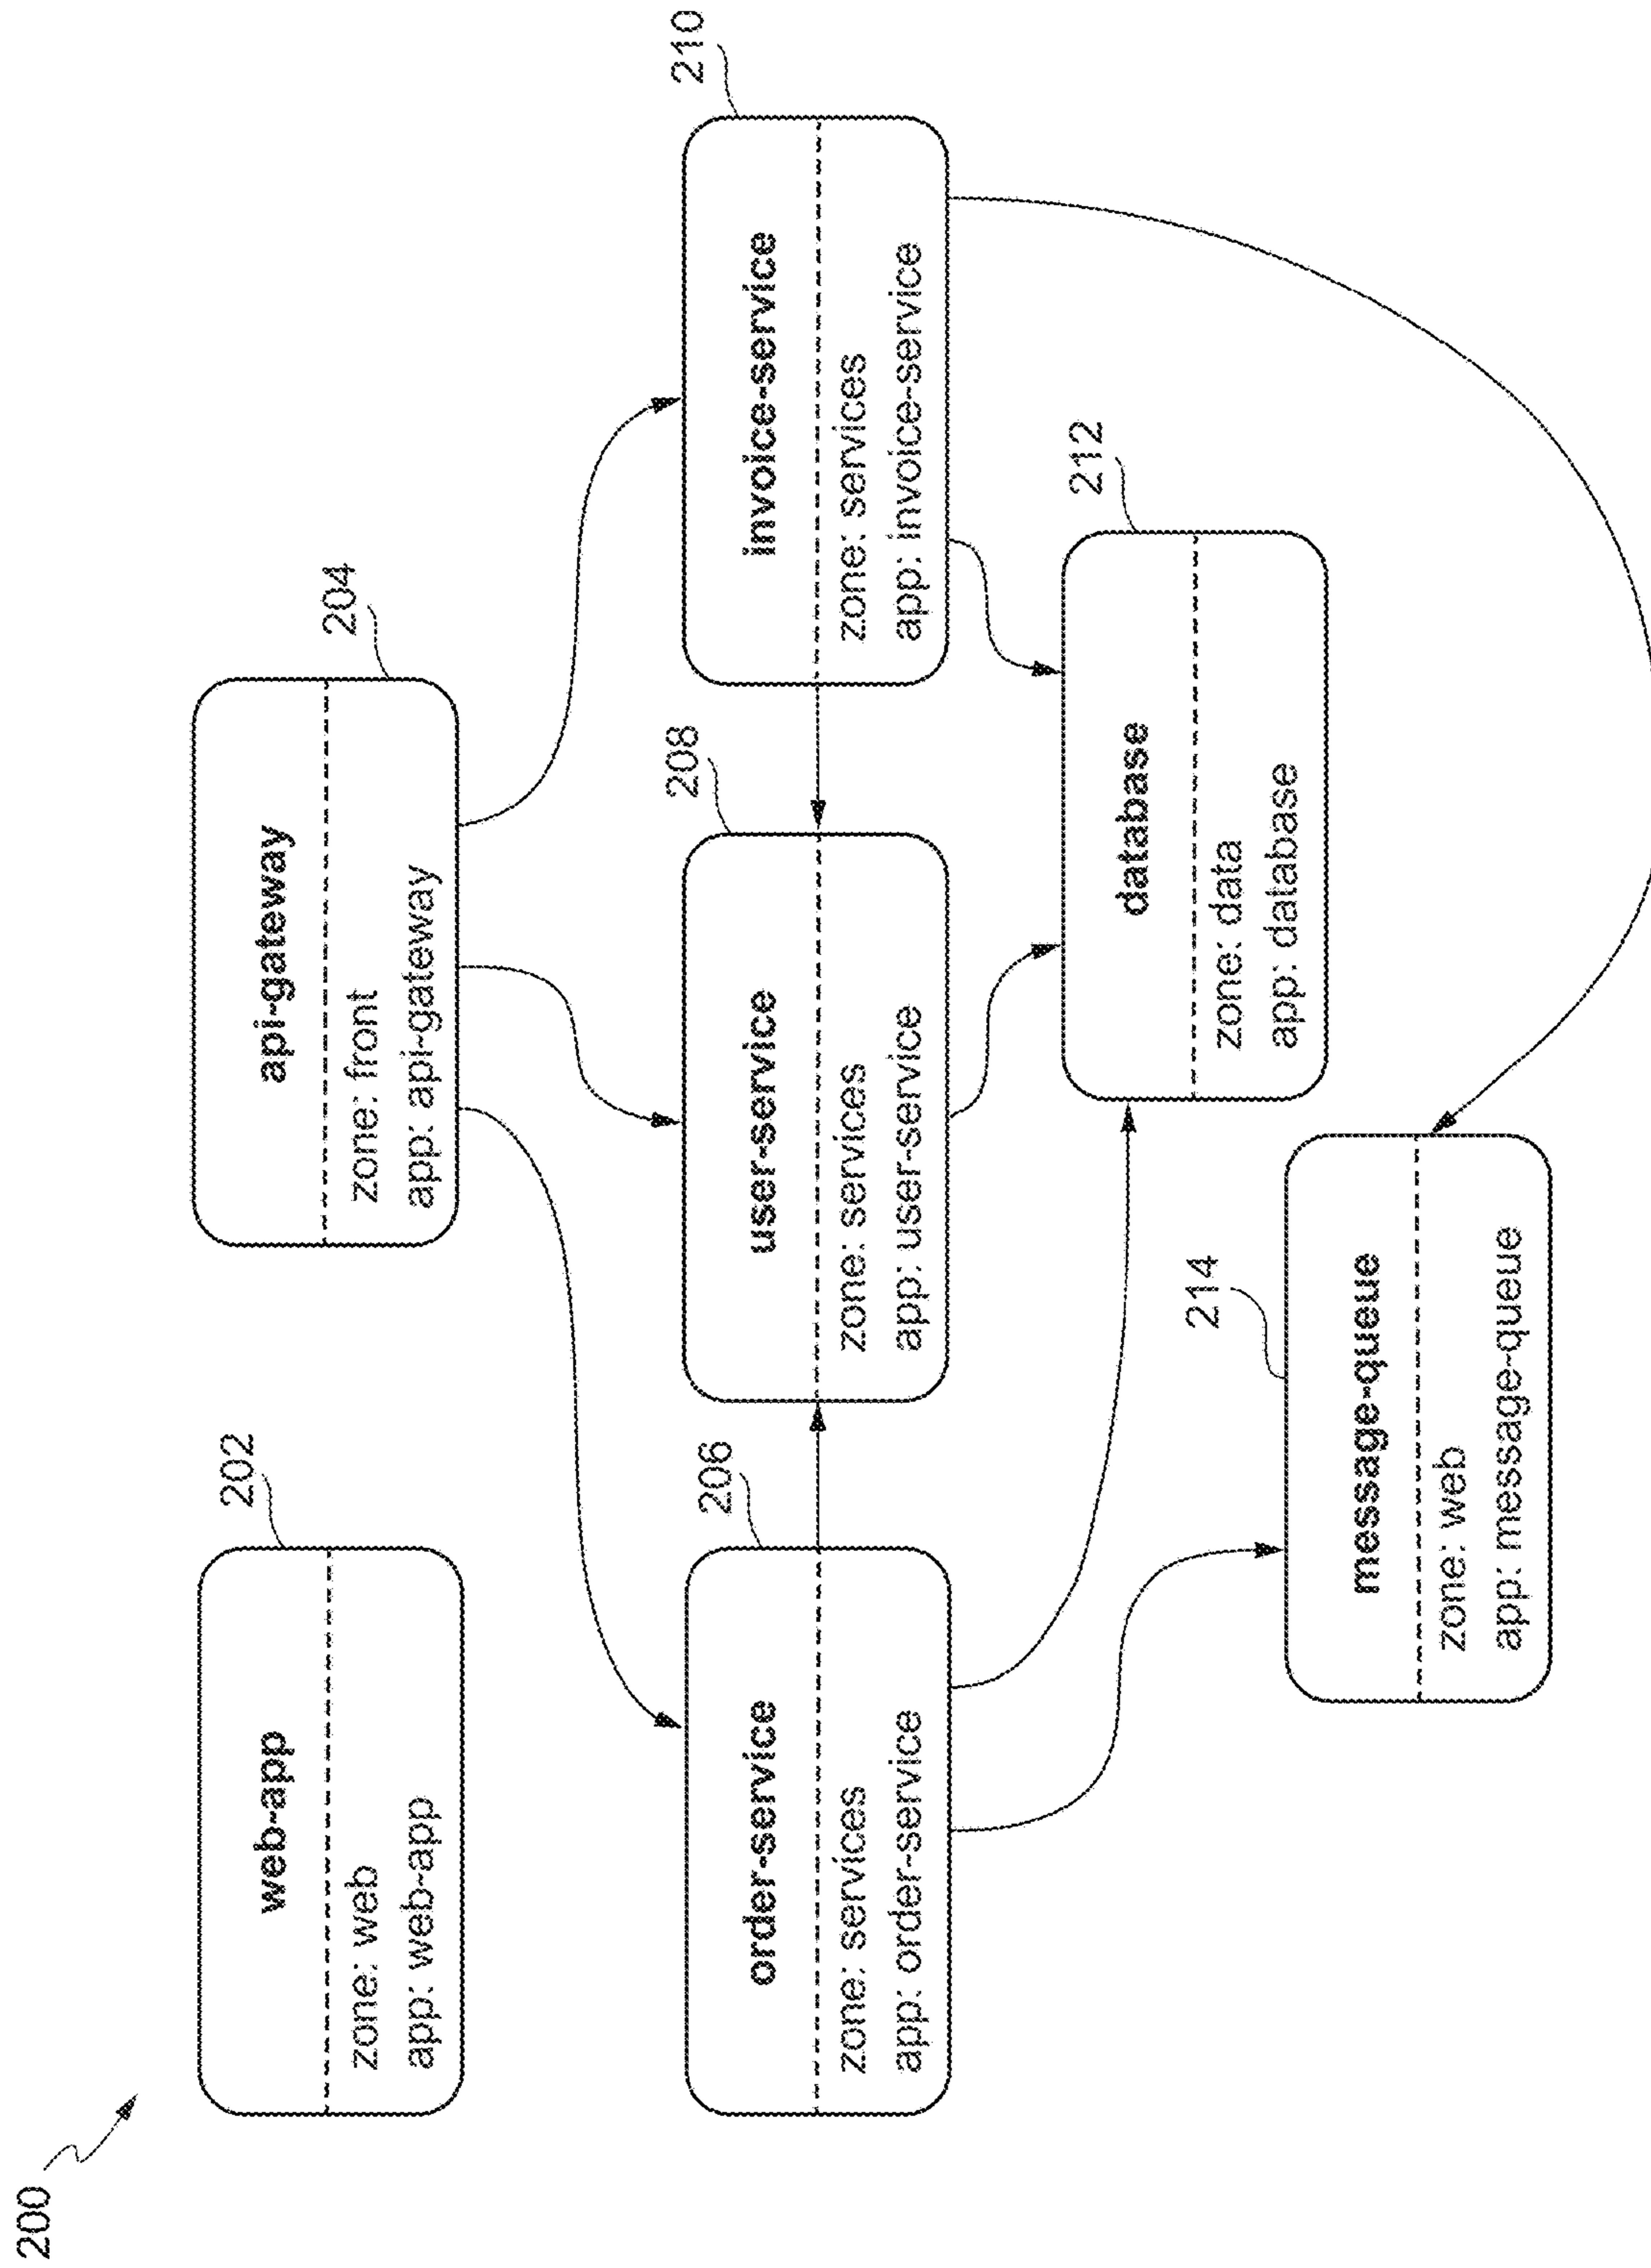 200
202
web-app
zone: web
app: web-app
204
api-gateway
zone: front
app: api-gateway
206
order-service
zone: services
app: order-service
208
user-service
zone: services
app: user-service
210
invoice-service
zone: services
app: invoice-service
212
database
zone: data
app: database
214
message-queue
zone: web
app: message-queue